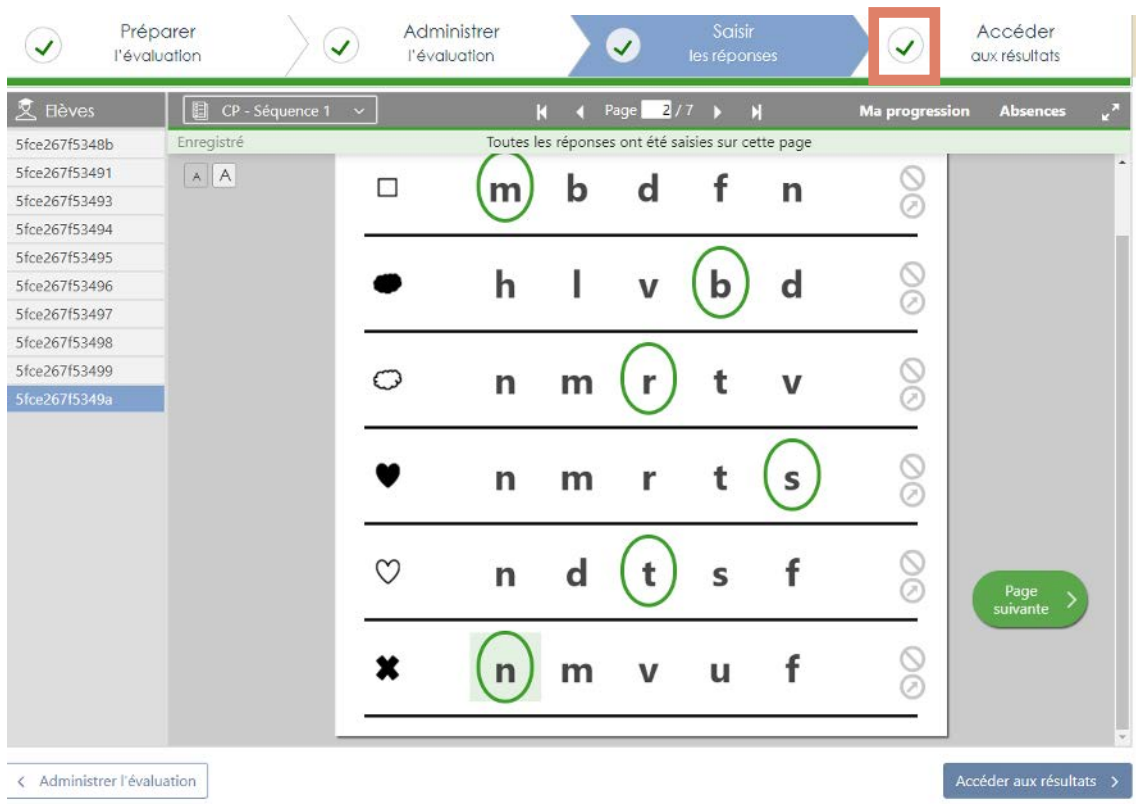 Préparer
l'évaluation
Administrer
l'évaluation
Saisir
les réponses
Accéder
aux résultats
Elèves
CP - Séquence 1
Page 2 / 7
Ma progression
Absences
5fce267f5348b
Enregistré
Toutes les réponses ont été saisies sur cette page
5fce267f53491
A A
5fce267f53493
5fce267f53494
5fce267f53495
5fce267f53496
5fce267f53497
5fce267f53498
5fce267f53499
5fce267f5349a
m b d f n
h l v b d
n m r t v
n m r t s
n d t s f
n m v u f
Page
suivante
Administrer l'évaluation
Accéder aux résultats